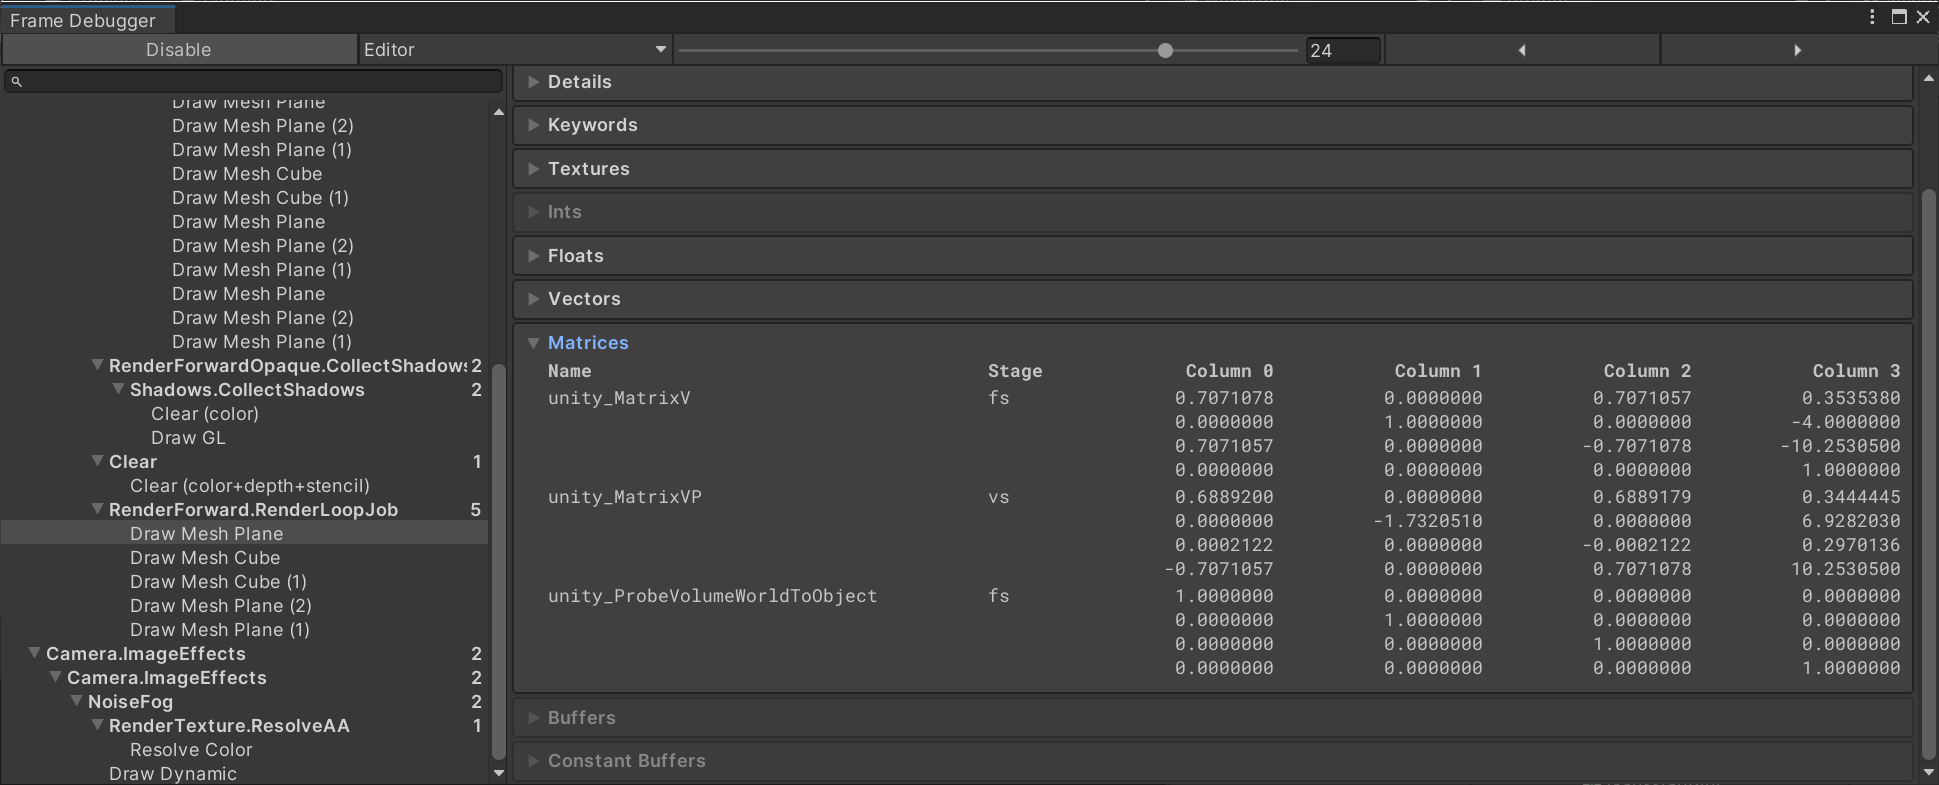 Frame Debugger
Disable
Editor
24
Draw Mesh Plane
Draw Mesh Plane (2)
Draw Mesh Plane (1)
Draw Mesh Cube
Draw Mesh Cube (1)
Draw Mesh Plane
Draw Mesh Plane (2)
Draw Mesh Plane (1)
Draw Mesh Plane
Draw Mesh Plane (2)
Draw Mesh Plane (1)
RenderForwardOpaque.CollectShadows 2
Shadows.CollectShadows 2
Clear (color)
Draw GL
Clear 1
Clear (color+depth+stencil)
RenderForward.RenderLoopJob 5
Draw Mesh Plane
Draw Mesh Cube
Draw Mesh Cube (1)
Draw Mesh Plane (2)
Draw Mesh Plane (1)
Camera.ImageEffects 2
Camera.ImageEffects 2
NoiseFog 2
RenderTexture.ResolveAA 1
Resolve Color
Draw Dynamic
Details
Keywords
Textures
Ints
Floats
Vectors
Matrices
Name Stage Column 0 Column 1 Column 2 Column 3
unity_MatrixV fs 0.7071078 0.0000000 0.7071057 0.3535380
0.0000000 1.0000000 0.0000000 -4.0000000
0.7071057 0.0000000 -0.7071078 -10.2530500
0.0000000 0.0000000 0.0000000 1.0000000
unity_MatrixVP vs 0.6889200 0.0000000 0.6889179 0.3444445
0.0000000 -1.7320510 0.0000000 6.9282030
0.0002122 0.0000000 -0.0002122 0.2970136
-0.7071057 0.0000000 0.7071078 10.2530500
unity_ProbeVolumeWorldToObject fs 1.0000000 0.0000000 0.0000000 0.0000000
0.0000000 1.0000000 0.0000000 0.0000000
0.0000000 0.0000000 1.0000000 0.0000000
0.0000000 0.0000000 0.0000000 1.0000000
Buffers
Constant Buffers